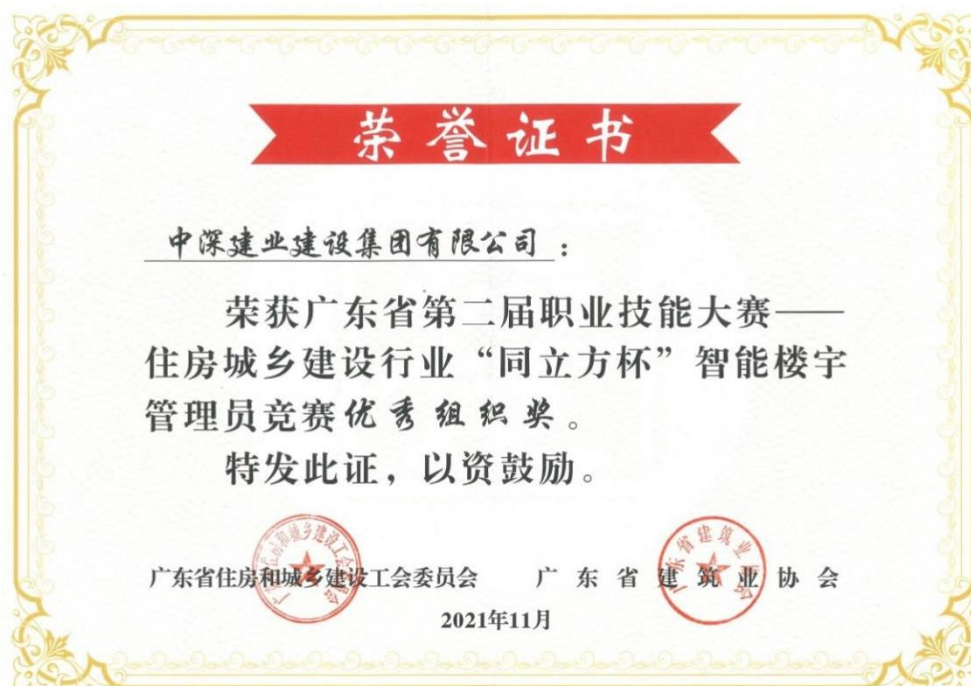 荣誉证书
中深建业建设集团有限公司：
荣获广东省第二届职业技能大赛——
住房城乡建设行业“同立方杯”智能楼宇
管理员竞赛优秀组织奖。
特发此证，以资鼓励。
广东省住房和城乡建设工会委员会
广东省建筑业协会
2021年11月